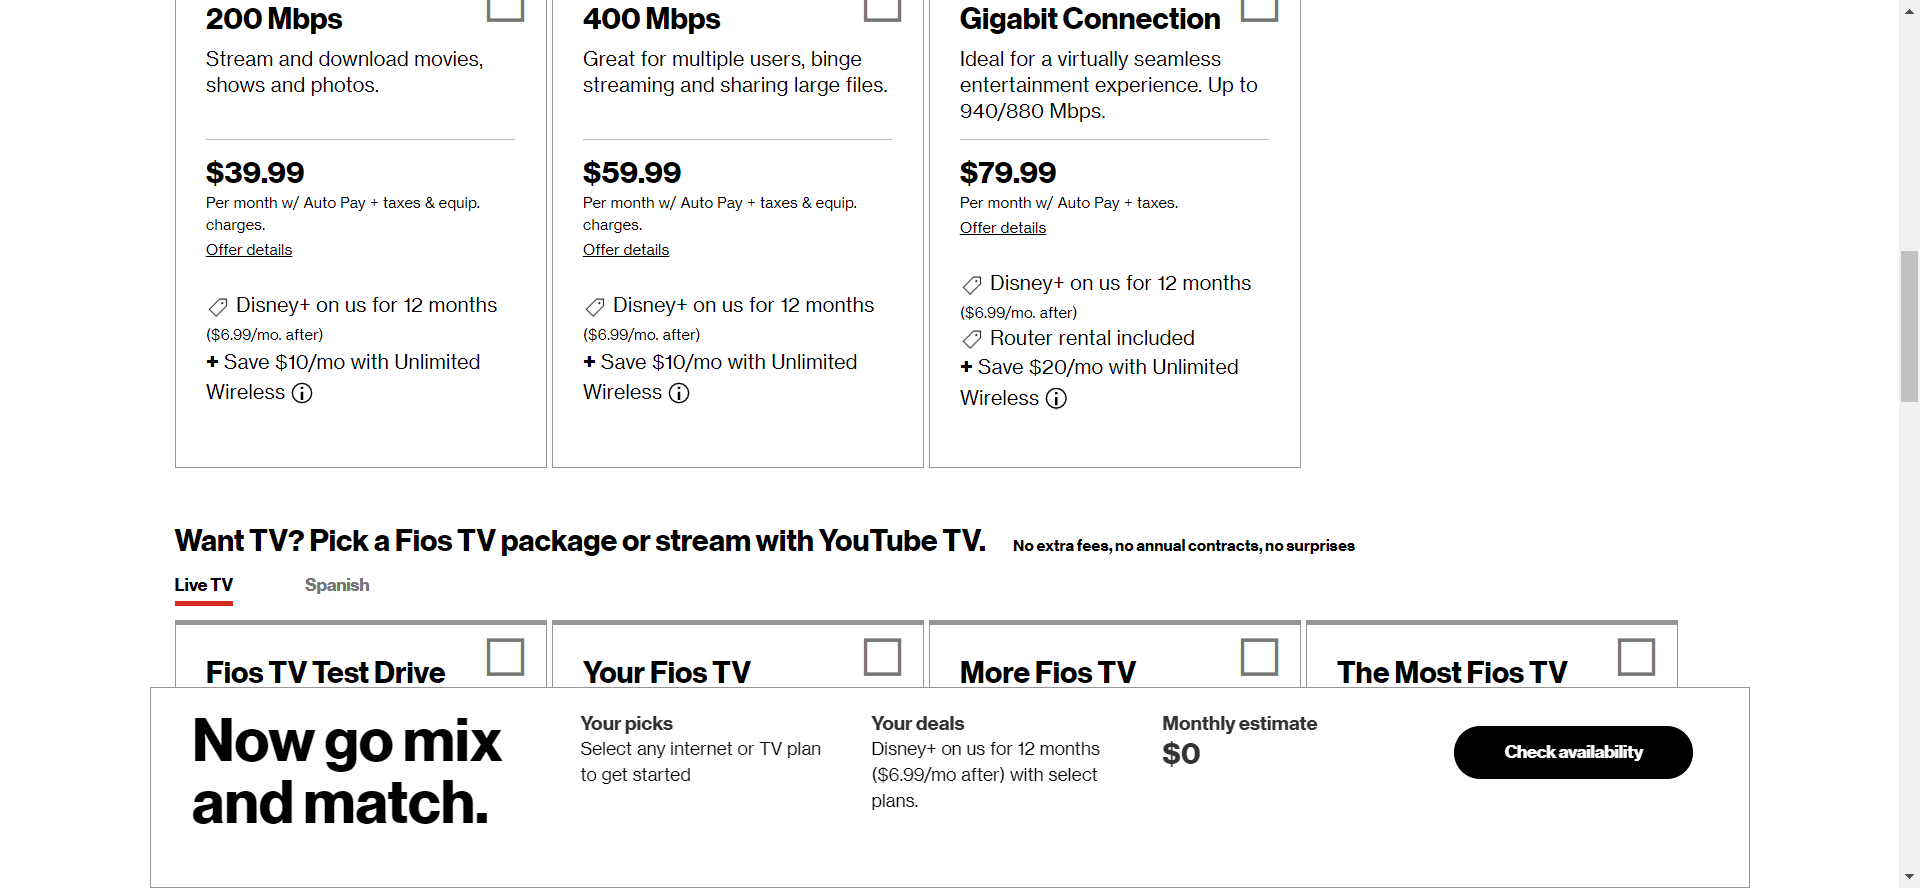 200 Mbps
Stream and download movies,
shows and photos.
$39.99
Per month w/ Auto Pay + taxes & equip.
charges.
Offer details
Disney+ on us for 12 months
($6.99/mo. after)
+ Save $10/mo with Unlimited
Wireless
400 Mbps
Great for multiple users, binge
streaming and sharing large files.
$59.99
Per month w/ Auto Pay + taxes & equip.
charges.
Offer details
Disney+ on us for 12 months
($6.99/mo. after)
+ Save $10/mo with Unlimited
Wireless
Gigabit Connection
Ideal for a virtually seamless
entertainment experience. Up to
940/880 Mbps.
$79.99
Per month w/ Auto Pay + taxes.
Offer details
Disney+ on us for 12 months
($6.99/mo. after)
Router rental included
+ Save $20/mo with Unlimited
Wireless
Want TV? Pick a Fios TV package or stream with YouTube TV. No extra fees, no annual contracts, no surprises
Live TV
Spanish
Fios TV Test Drive
Your Fios TV
More Fios TV
The Most Fios TV
Now go mix
and match.
Your picks
Select any internet or TV plan
to get started
Your deals
Disney+ on us for 12 months
($6.99/mo after) with select
plans.
Monthly estimate
$0
Check availability